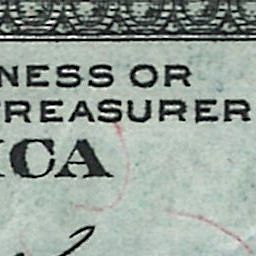 NESS OR
REASURER
ICA